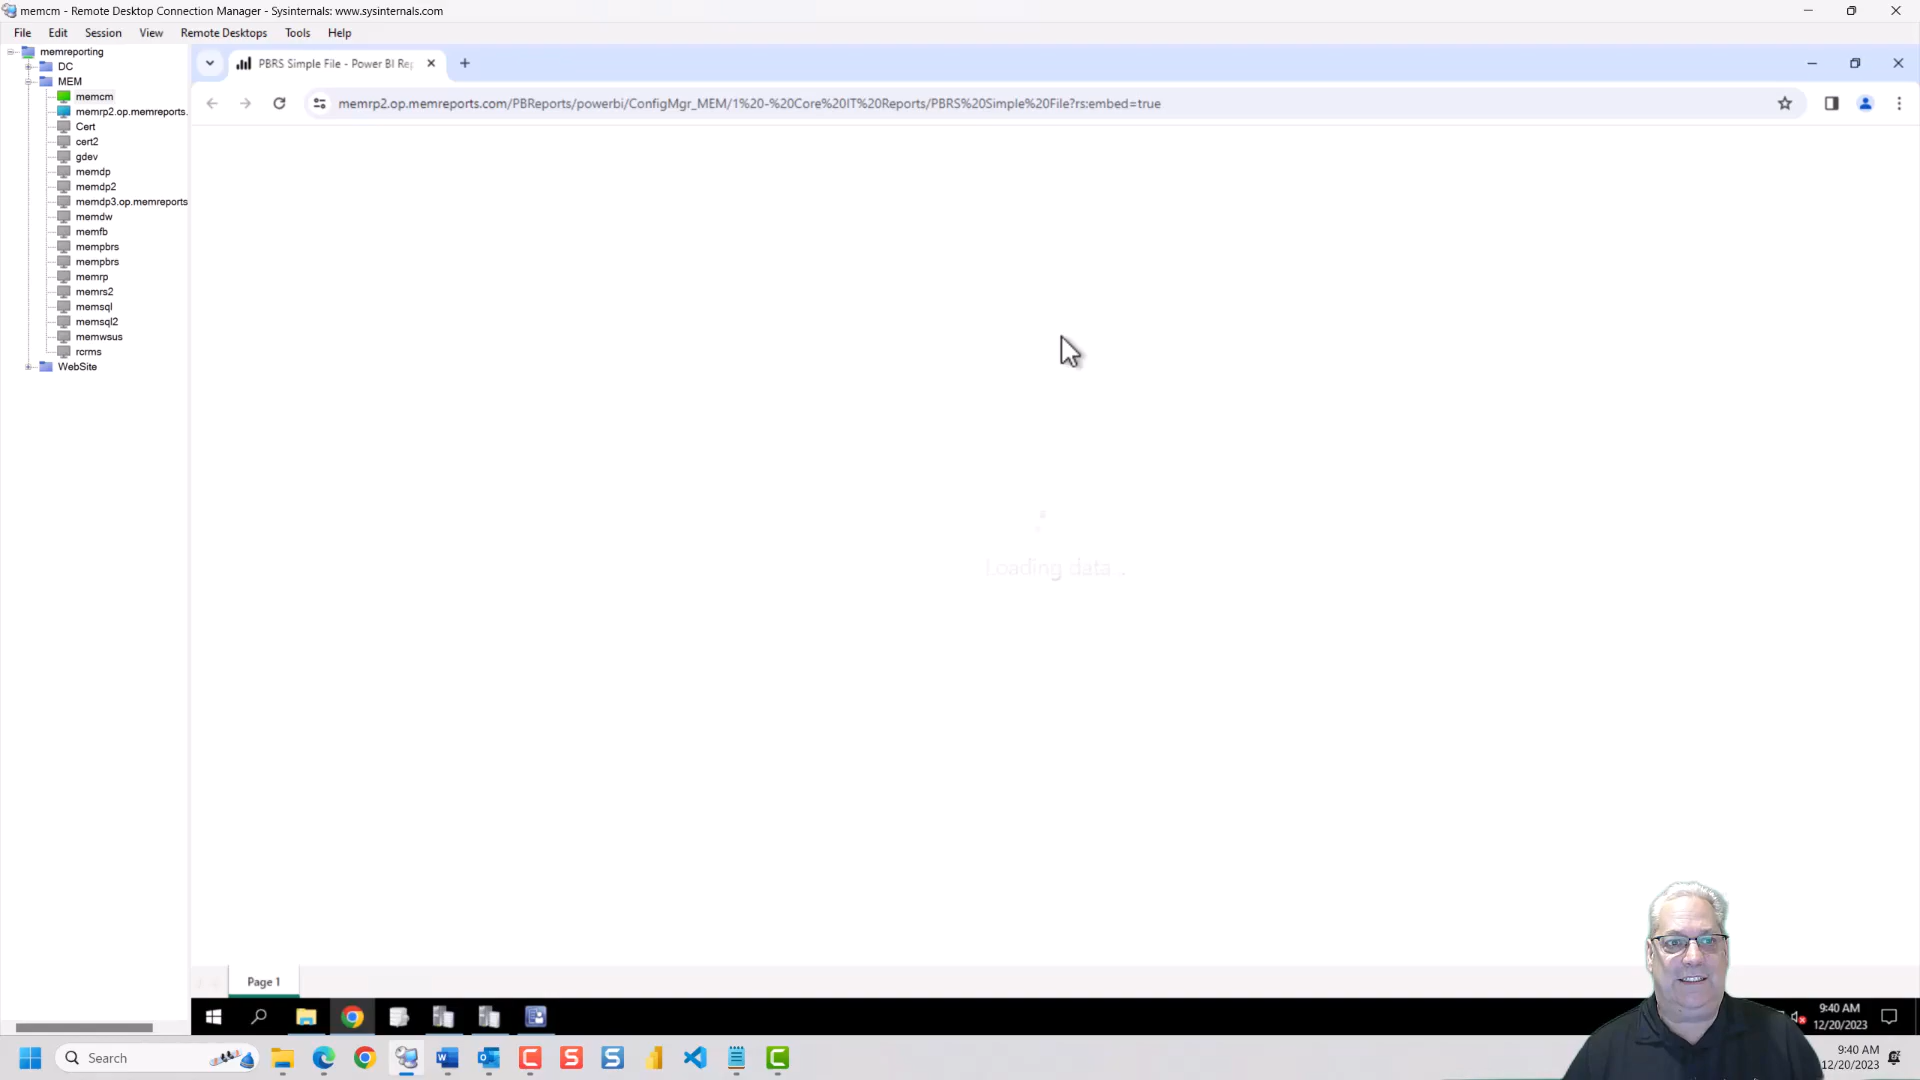 memcm - Remote Desktop Connection Manager - Sysinternals: www.sysinternals.com
File Edit Session View Remote Desktops Tools Help
memreporting
DC
MEM
memcm
memrp2.op.memreports.
Cert
cert2
gdev
memdp
memdp2
memdp3.op.memreports
memdw
memfb
mempbrs
mempbrs
memrp
memrs2
memsql
memsql2
memwsus
rcrms
WebSite
PBRS Simple File - Power BI Rep
memrp2.op.memreports.com/PBReports/powerbi/ConfigMgr_MEM/1%20-%20Core%20IT%20Reports/PBRS%20Simple%20File?rs:embed=true
Loading data...
Page 1
9:40 AM
12/20/2023
Search
9:40 AM
12/20/2023